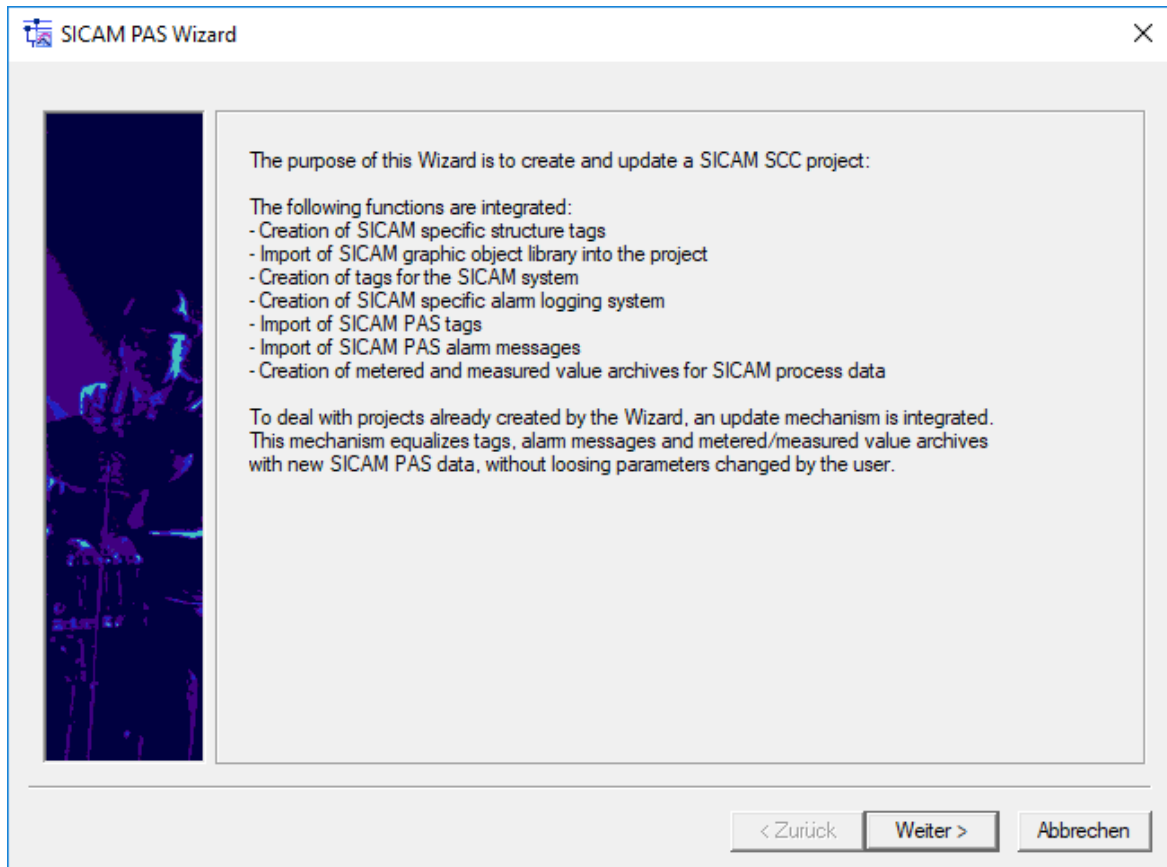 SICAM PAS Wizard
The purpose of this Wizard is to create and update a SICAM SCC project:
The following functions are integrated:
- Creation of SICAM specific structure tags
- Import of SICAM graphic object library into the project
- Creation of tags for the SICAM system
- Creation of SICAM specific alarm logging system
- Import of SICAM PAS tags
- Import of SICAM PAS alarm messages
- Creation of metered and measured value archives for SICAM process data
To deal with projects already created by the Wizard, an update mechanism is integrated.
This mechanism equalizes tags, alarm messages and metered/measured value archives
with new SICAM PAS data, without loosing parameters changed by the user.
< Zurück Weiter > Abbrechen